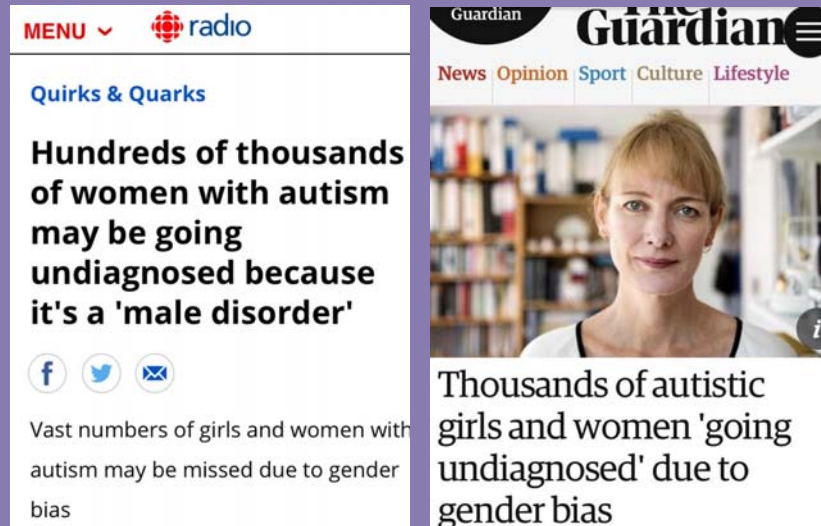 MENU
radio
Quirks & Quarks
Hundreds of thousands
of women with autism
may be going
undiagnosed because
it's a 'male disorder'
f
Vast numbers of girls and women with
autism may be missed due to gender
bias
Guardian
The
Guardian
News Opinion Sport Culture Lifestyle
i
Thousands of autistic
girls and women 'going
undiagnosed' due to
gender bias